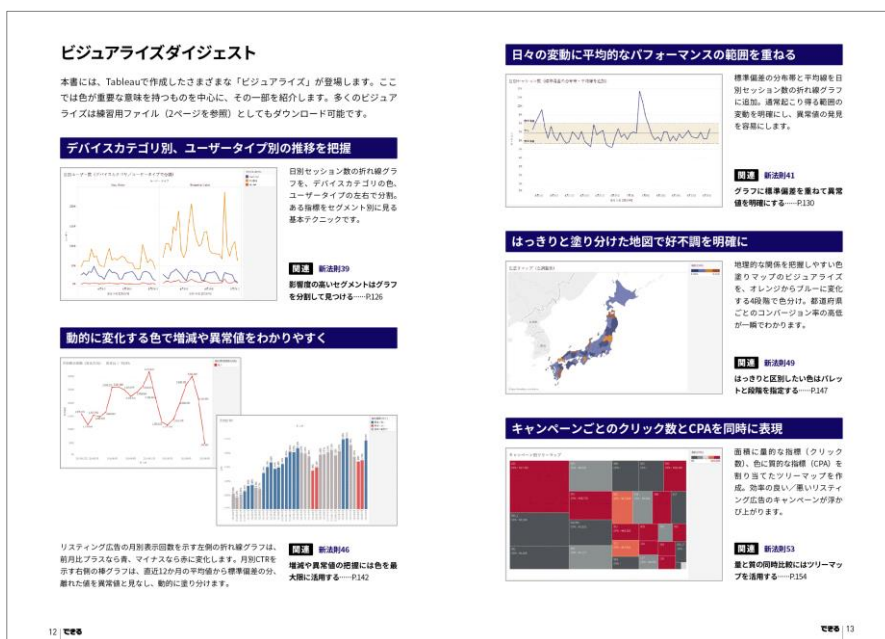 ビジュアライズダイジェスト
本書には、Tableauで作成したさまざまな「ビジュアライズ」が登場します。ここ
では色が重要な意味を持つものを中心に、その一部を紹介します。多くのビジュア
ライズは練習用ファイル（2ページを参照）としてもダウンロード可能です。
デバイスカテゴリ別、ユーザータイプ別の推移を把握
日別セッション数の折れ線グラ
フを、デバイスカテゴリの色、
ユーザータイプの左右で分割。
ある指標をセグメント別に見る
基本テクニックです。
関連 新法則39
影響度の高いセグメントはグラフ
を分割して見つける……P.126
動的に変化する色で増減や異常値をわかりやすく
リスティング広告の月別表示回数を示す左側の折れ線グラフは、
前月比プラスなら青、マイナスなら赤に変化します。月別CTRを
示す右側の棒グラフは、直近12か月の平均値から標準偏差の分、
離れた値を異常値と見なし、動的に塗り分けます。
関連 新法則46
増減や異常値の把握には色を最
大限に活用する……P.142
12 できる
日々の変動に平均的なパフォーマンスの範囲を重ねる
標準偏差の分布帯と平均線を日
別セッション数の折れ線グラフ
に追加。通常起こり得る範囲の
変動を明確にし、異常値の発見
を容易にします。
関連 新法則41
グラフに標準偏差を重ねて異常
値を明確にする……P.130
はっきりと塗り分けた地図で好不調を明確に
地理的な関係を把握しやすい色
塗りマップのビジュアライズ
を、オレンジからブルーに変化
する4段階で色分け。都道府県
ごとのコンバージョン率の高低
が一瞬でわかります。
関連 新法則49
はっきりと区別したい色はパレッ
トと段階を指定する……P.147
キャンペーンごとのクリック数とCPAを同時に表現
キャンペーン別ツリーマップ
面積に量的な指標（クリック
数）、色に質的な指標（CPA）を
割り当てたツリーマップを作
成。効率の良い／悪いリスティ
ング広告のキャンペーンが浮か
び上がります。
関連 新法則53
量と質の同時比較にはツリーマッ
プを活用する……P.154
できる 13